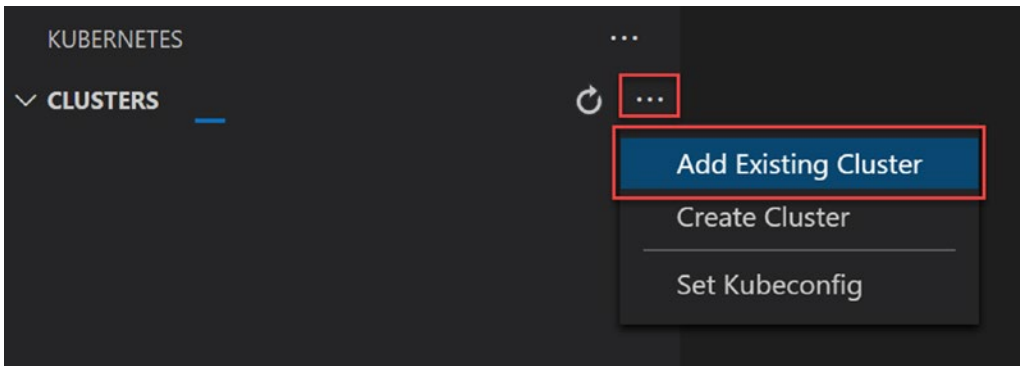 KUBERNETES ...
CLUSTERS ...
Add Existing Cluster
Create Cluster
Set Kubeconfig